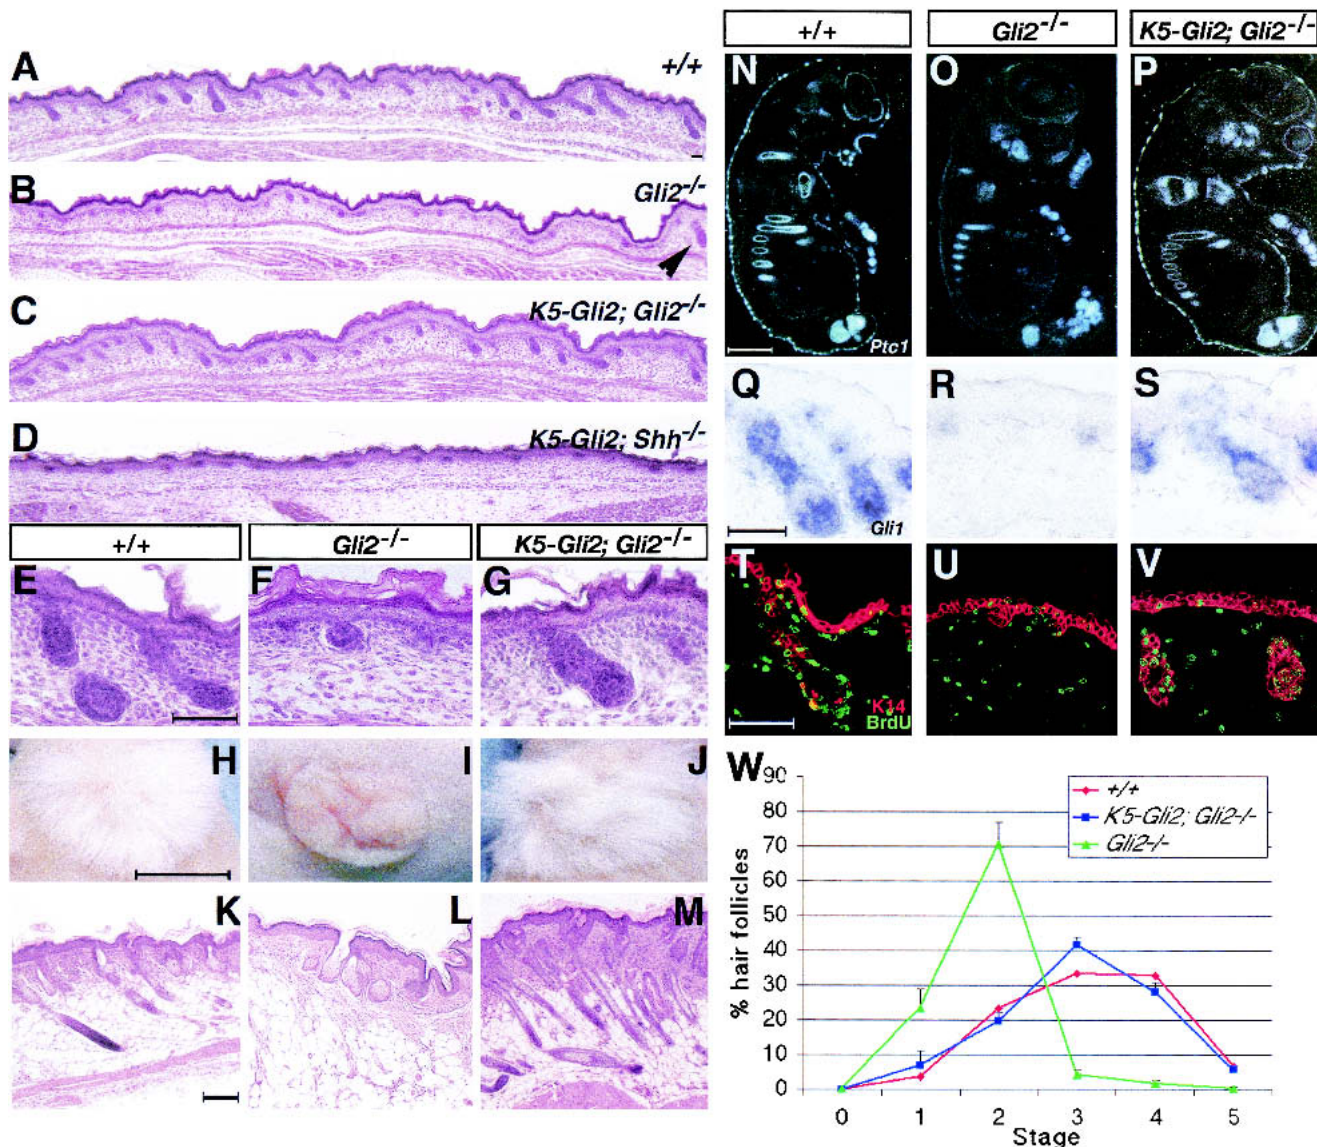 A
+/+
B
Gli2-/-
C
K5-Gli2; Gli2-/-
D
K5-Gli2; Shh-/-
+/+
Gli2-/-
K5-Gli2; Gli2-/-
E
F
G
H
I
J
K
L
M
+/+
Gli2-/-
K5-Gli2; Gli2-/-
N
Ptc1
O
P
Q
Gli1
R
S
T
K14
BrdU
U
V
W
90
80
70
60
50
40
30
20
10
0
% hair follicles
+/+
K5-Gli2; Gli2-/-
Gli2-/-
0 1 2 3 4 5
Stage